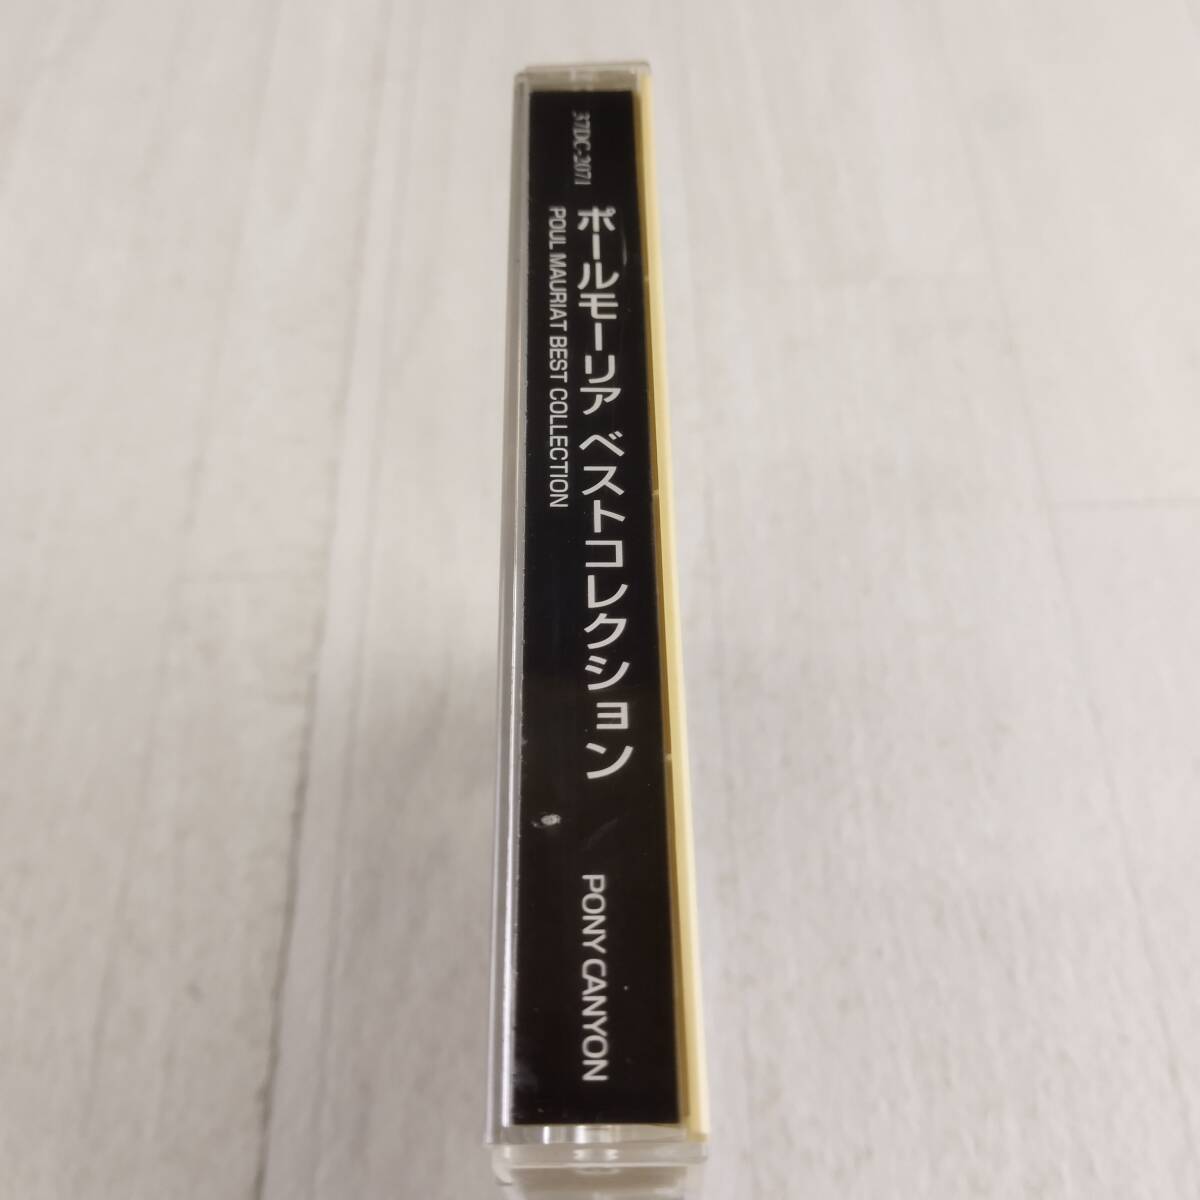 37DC-2071
ポールモーリア ベストコレクション
POUL MAURIAT BEST COLLECTION
PONY CANYON